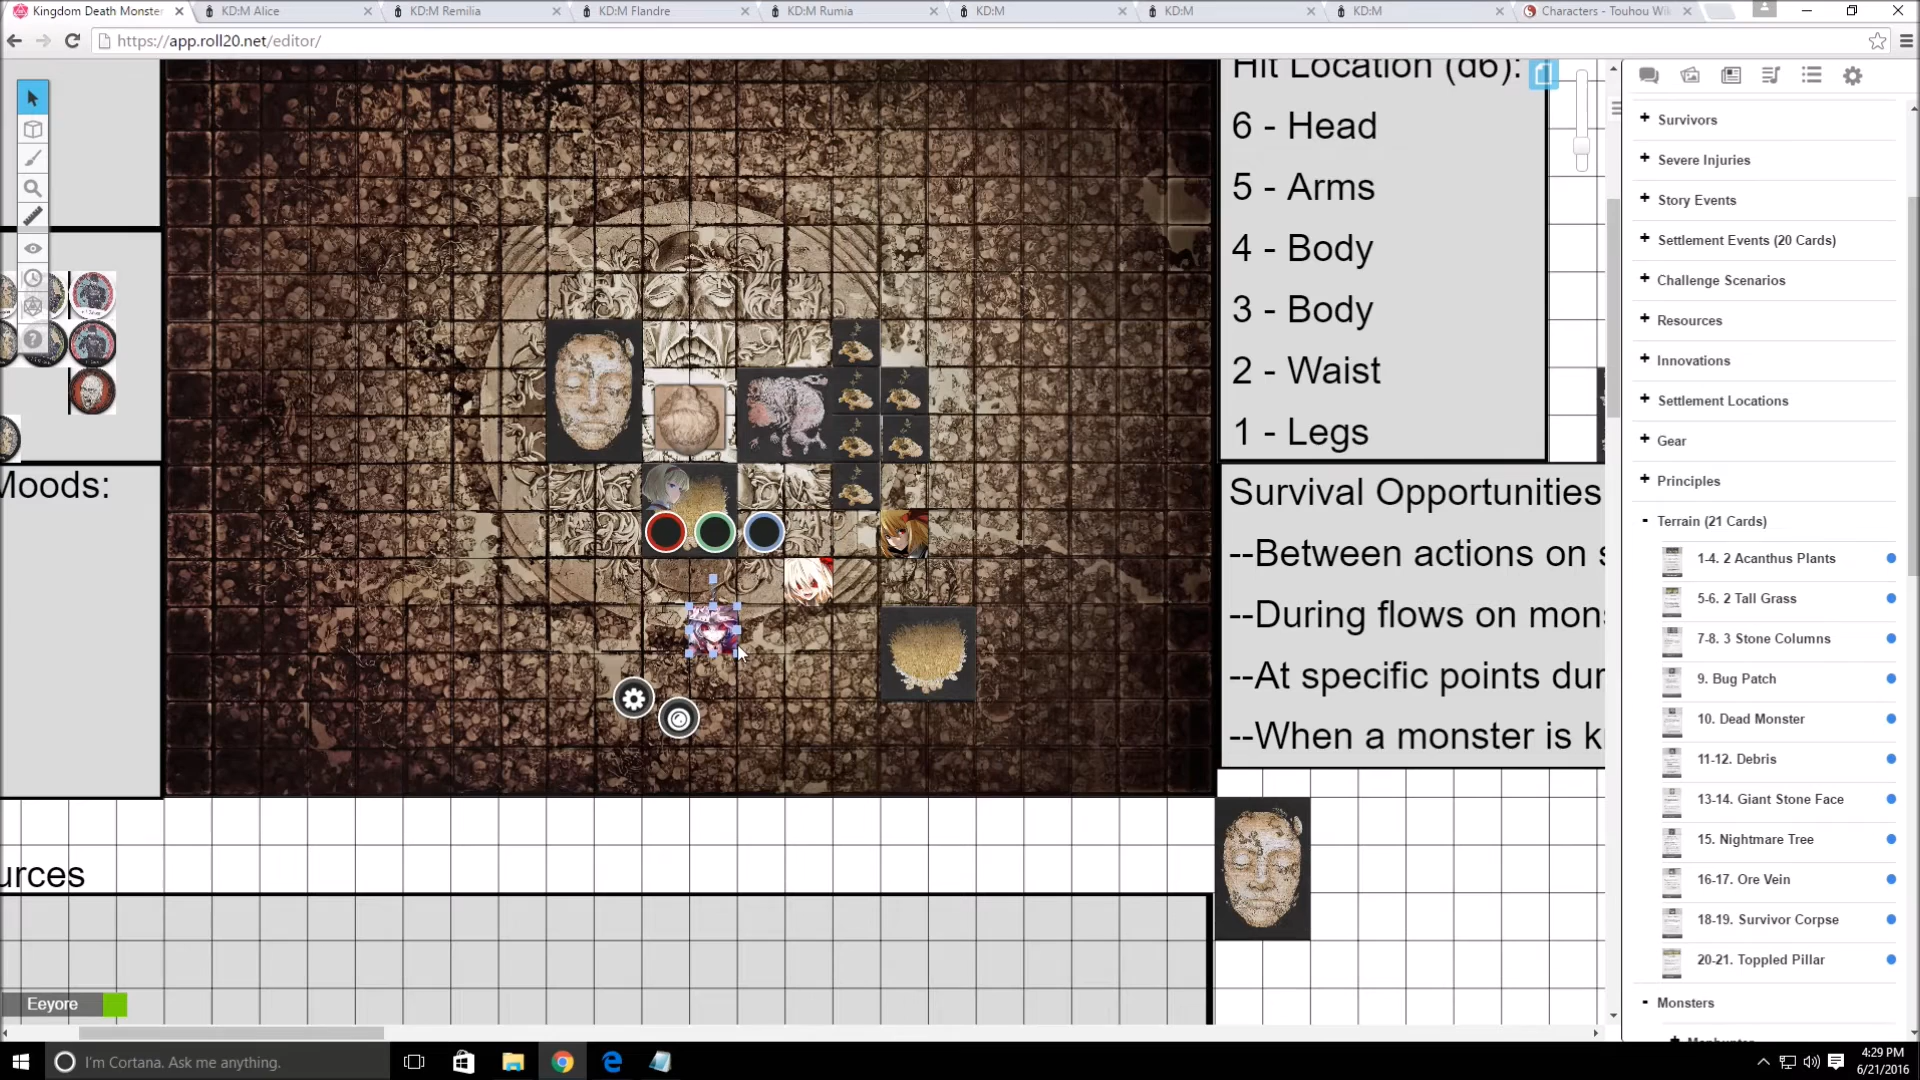 Kingdom Death Monster
KD:M Alice
KD:M Remilia
KD:M Flandre
KD:M Rumia
KD:M
KD:M
KD:M
Characters - Touhou Wik
https://app.roll20.net/editor/
Moods:
urces
Eeyore
Hit Location (d6):
6 - Head
5 - Arms
4 - Body
3 - Body
2 - Waist
1 - Legs
Survival Opportunities
--Between actions on s
--During flows on mons
--At specific points dur
--When a monster is k
Survivors
Severe Injuries
Story Events
Settlement Events (20 Cards)
Challenge Scenarios
Resources
Innovations
Settlement Locations
Gear
Principles
Terrain (21 Cards)
1-4. 2 Acanthus Plants
5-6. 2 Tall Grass
7-8. 3 Stone Columns
9. Bug Patch
10. Dead Monster
11-12. Debris
13-14. Giant Stone Face
15. Nightmare Tree
16-17. Ore Vein
18-19. Survivor Corpse
20-21. Toppled Pillar
Monsters
I'm Cortana. Ask me anything.
4:29 PM
6/21/2016